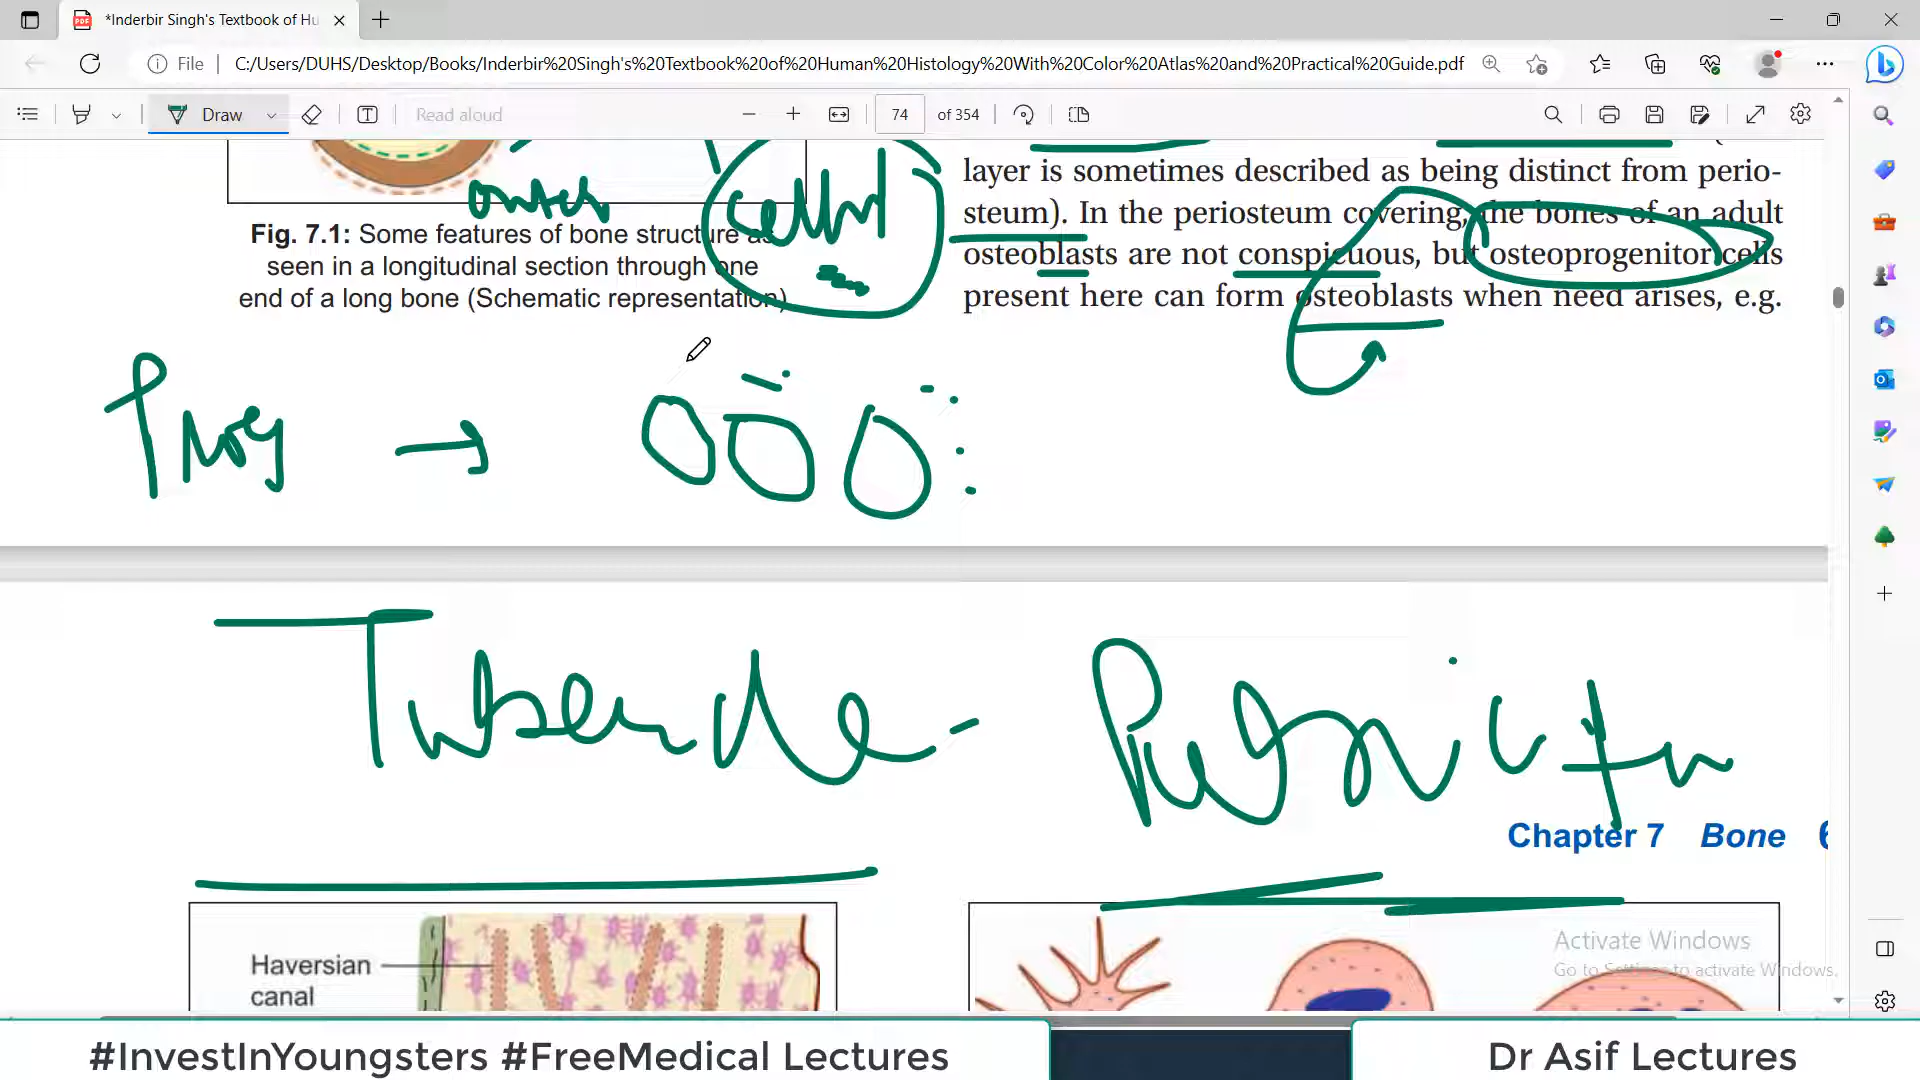 *Inderbir Singh's Textbook of Hu
File
C:/Users/DUHS/Desktop/Books/Inderbir%20Singh's%20Textbook%20of%20Human%20Histology%20With%20Color%20Atlas%20and%20Practical%20Guide.pdf
Draw
Read aloud
74
of 354
outer
cellul
Fig. 7.1: Some features of bone structure as
seen in a longitudinal section through one
end of a long bone (Schematic representation)
layer is sometimes described as being distinct from perio-
steum). In the periosteum covering, the bones of an adult
osteoblasts are not conspicuous, but osteoprogenitor cells
present here can form osteoblasts when need arises, e.g.
Prog →
Chapter 7 Bone
Haversian
canal
Activate Windows
Go to Settings to activate Windows.
#InvestInYoungsters #FreeMedical Lectures
Dr Asif Lectures